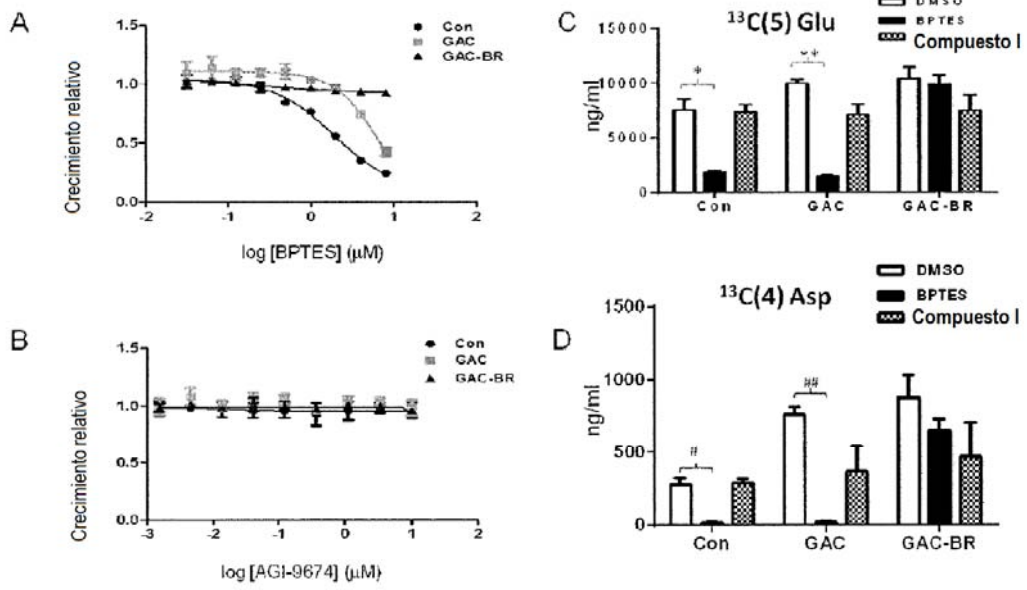 A
1.5
1.0
0.5
0.0
-2
-1
0
1
2
Crecimiento relativo
log [BPTES] (µM)
Con
GAC
GAC-BR
B
1.5
1.0
0.5
0.0
-3
-2
-1
0
1
2
Crecimiento relativo
log [AGI-9674] (µM)
Con
GAC
GAC-BR
C
¹³C(5) Glu
DMSO
BPTES
Compuesto I
15000
10000
5000
0
ng/ml
*
**
Con
GAC
GAC-BR
D
¹³C(4) Asp
DMSO
BPTES
Compuesto I
1500
1000
500
0
ng/ml
#
##
Con
GAC
GAC-BR